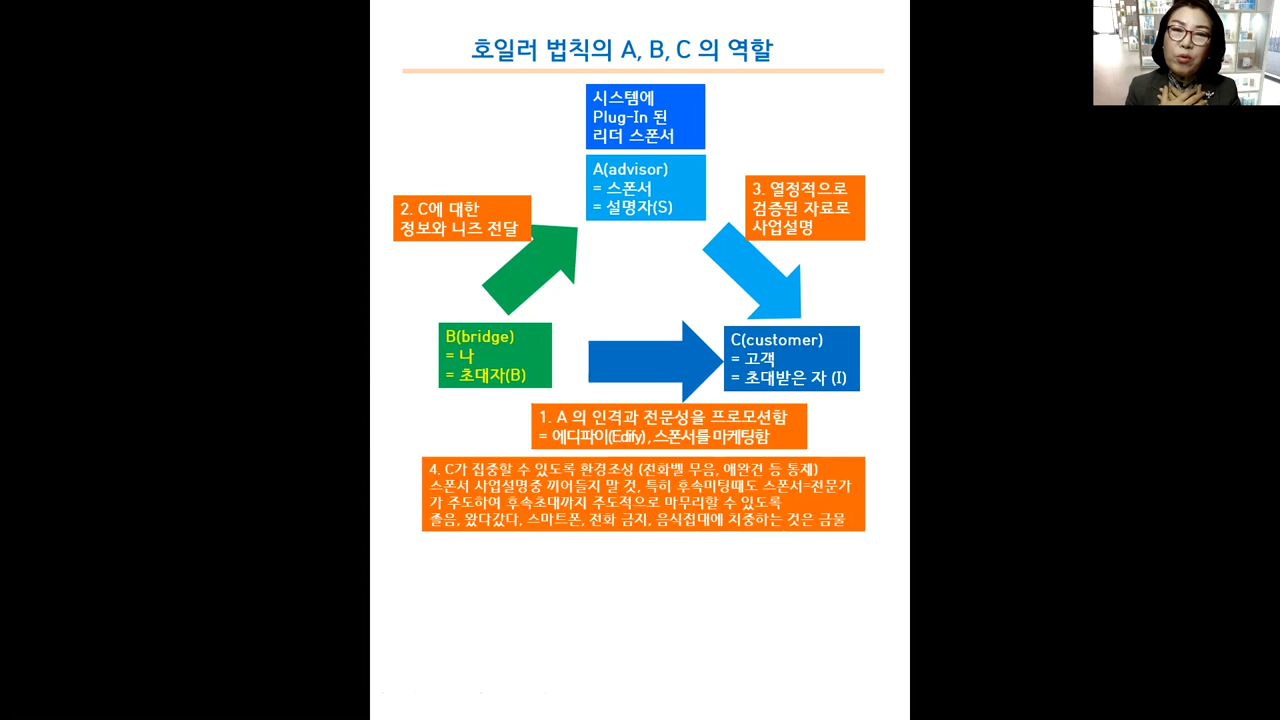 호일러 법칙의 A, B, C 의 역할
시스템에
Plug-In 된
리더 스폰서
A(advisor)
= 스폰서
= 설명자(S)
2. C에 대한
정보와 니즈 전달
3. 열정적으로
검증된 자료로
사업설명
B(bridge)
= 나
= 초대자(B)
C(customer)
= 고객
= 초대받은 자 (I)
1. A 의 인격과 전문성을 프로모션함
= 에디파이(Edify) , 스폰서를 마케팅함
4. C가 집중할 수 있도록 환경조성 (전화벨 무음, 애완견 등 통제)
스폰서 사업설명중 끼어들지 말 것, 특히 후속미팅때도 스폰서=전문가
가 주도하여 후속초대까지 주도적으로 마무리할 수 있도록
졸음, 왔다갔다, 스마트폰, 전화 금지, 음식접대에 치중하는 것은 금물